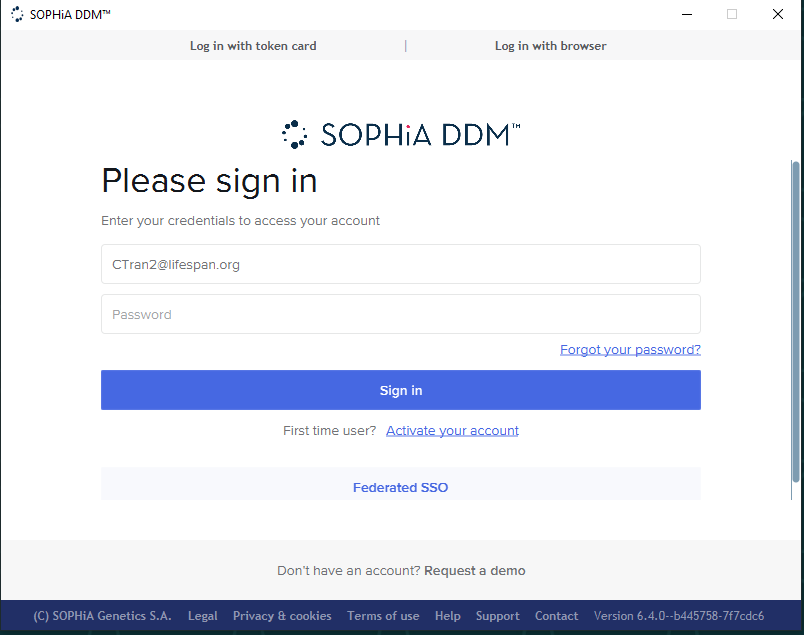 SOPHiA DDM™
Log in with token card | Log in with browser
SOPHiA DDM™
Please sign in
Enter your credentials to access your account
CTran2@lifespan.org
Password
Forgot your password?
Sign in
First time user? Activate your account
Federated SSO
Don't have an account? Request a demo
(C) SOPHiA Genetics S.A. Legal Privacy & cookies Terms of use Help Support Contact Version 6.4.0--b445758-7f7cdc6